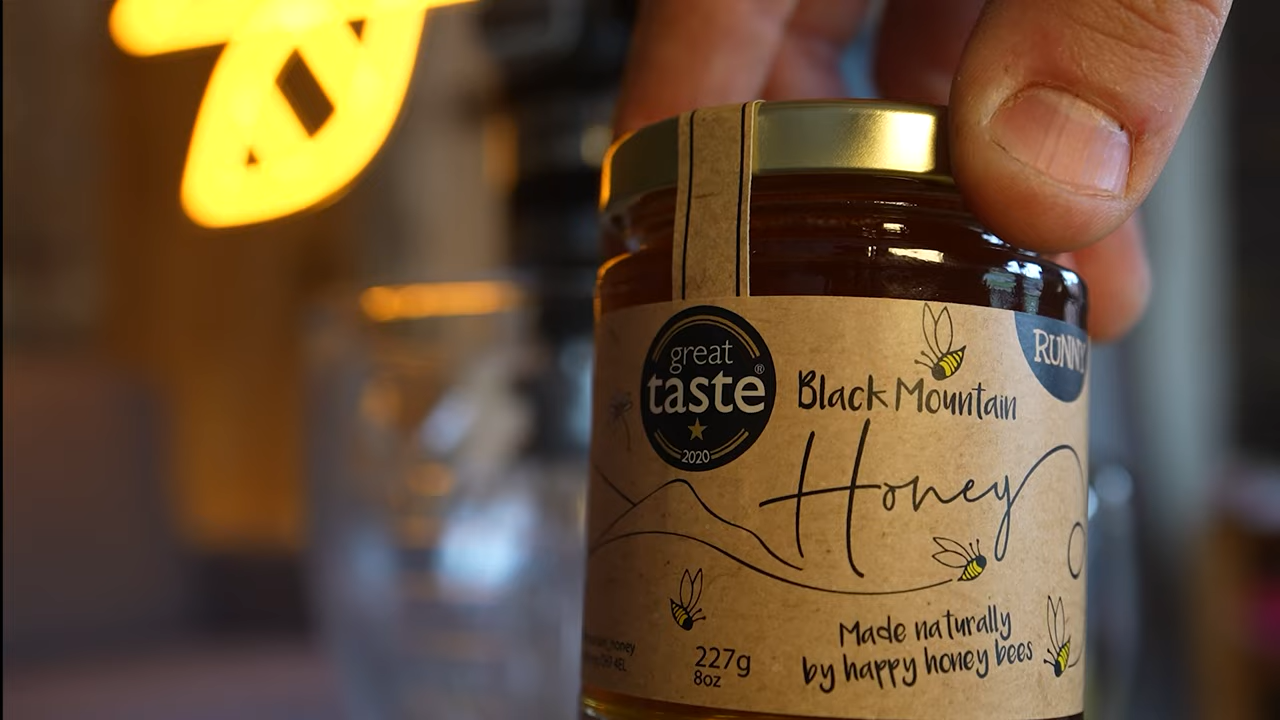 great
taste®
2020
RUNNY
Black Mountain
Honey
Made naturally
by happy honey bees
227g
8oz